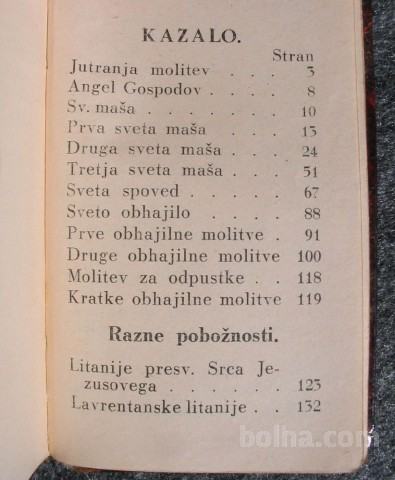 KAZALO.
Stran
Jutranja molitev . . . 3
Angel Gospodov . . . . 8
Sv. maša . . . . . . 10
Prva sveta maša . . . 13
Druga sveta maša . . . 24
Tretja sveta maša . . . 51
Sveta spoved . . . . 67
Sveto obhajilo . . . . 88
Prve obhajilne molitve . 91
Druge obhajilne molitve 100
Molitev za odpustke . . 118
Kratke obhajilne molitve 119
Razne pobožnosti.
Litanije presv. Srca Je-
zusovega . . . . . . 123
Lavrentanske litanije . . 132
bolha.com